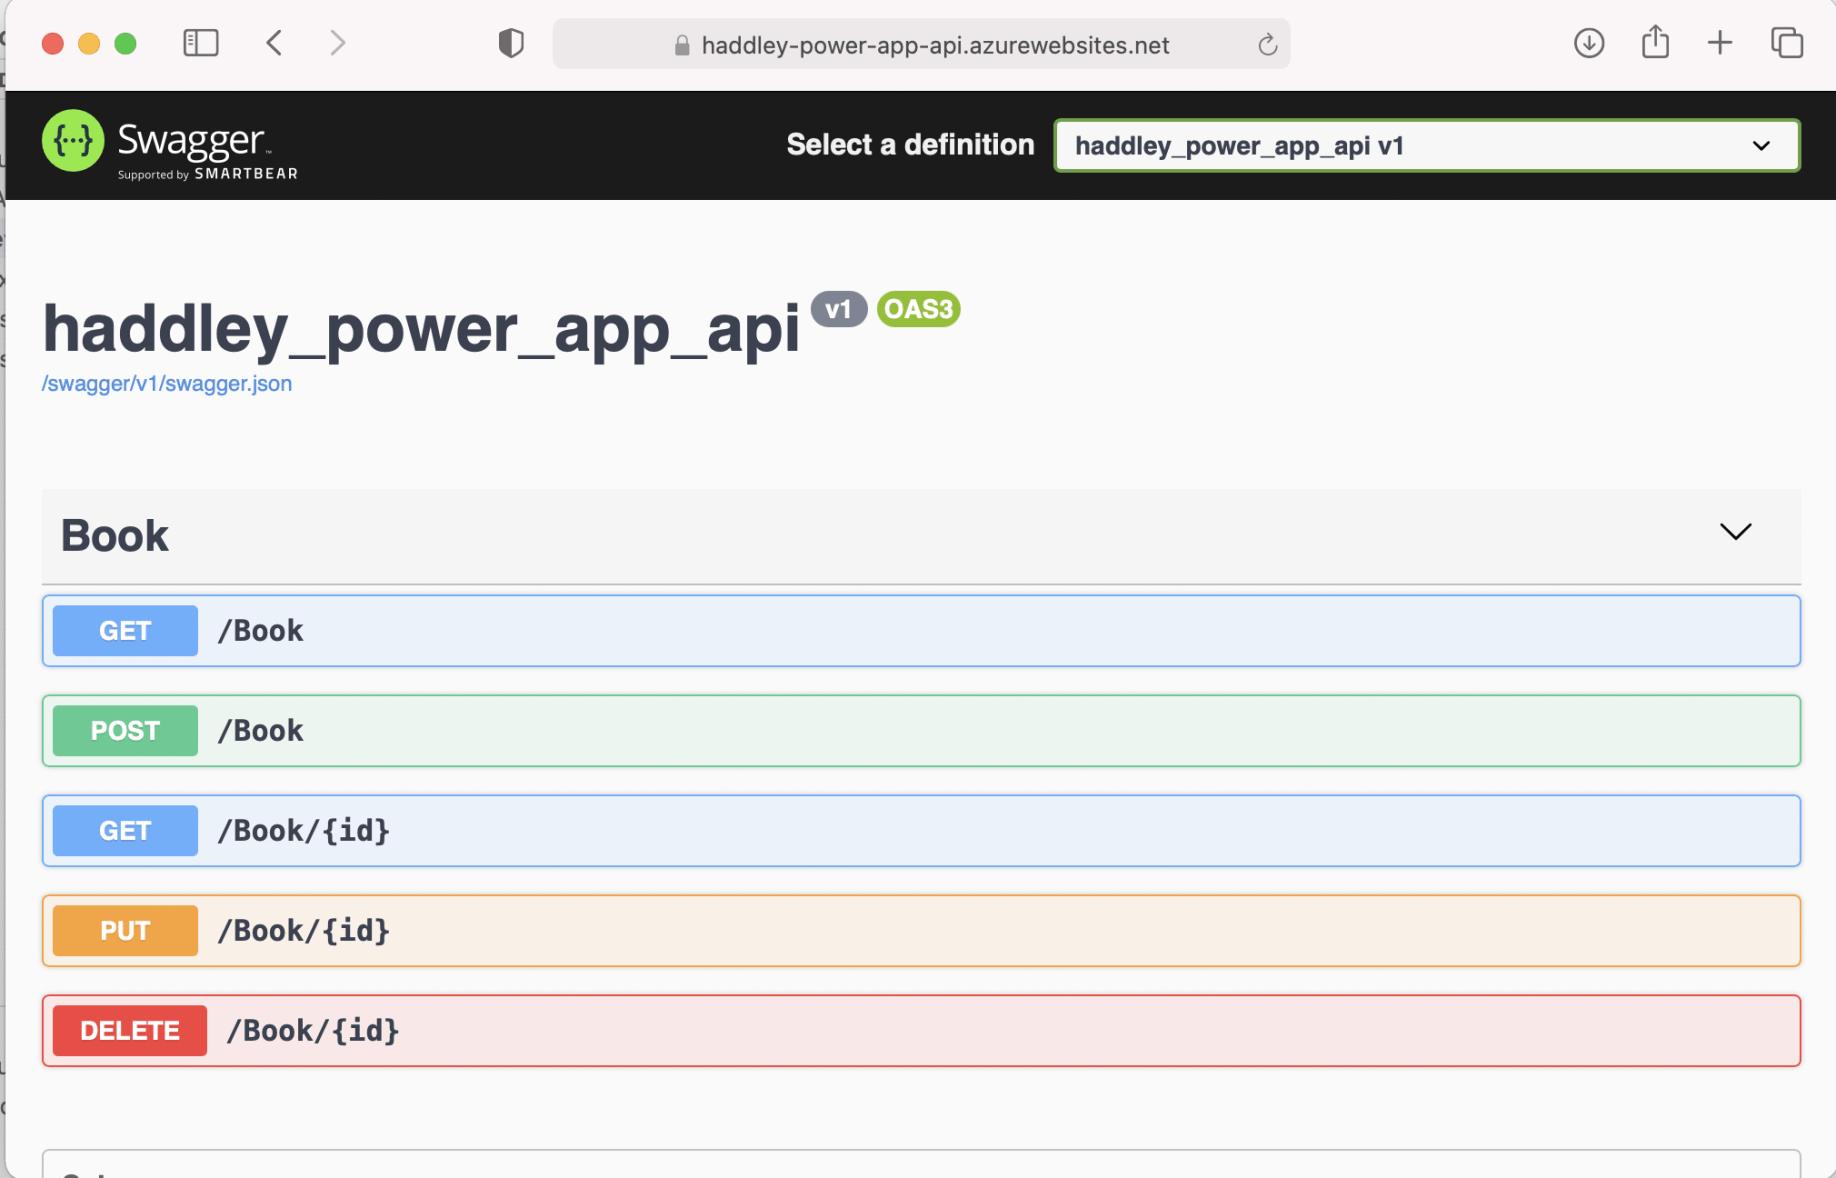 haddley-power-app-api.azurewebsites.net
{···} Swagger™
Supported by SMARTBEAR
Select a definition
haddley_power_app_api v1
haddley_power_app_api v1 OAS3
/swagger/v1/swagger.json
Book
GET /Book
POST /Book
GET /Book/{id}
PUT /Book/{id}
DELETE /Book/{id}